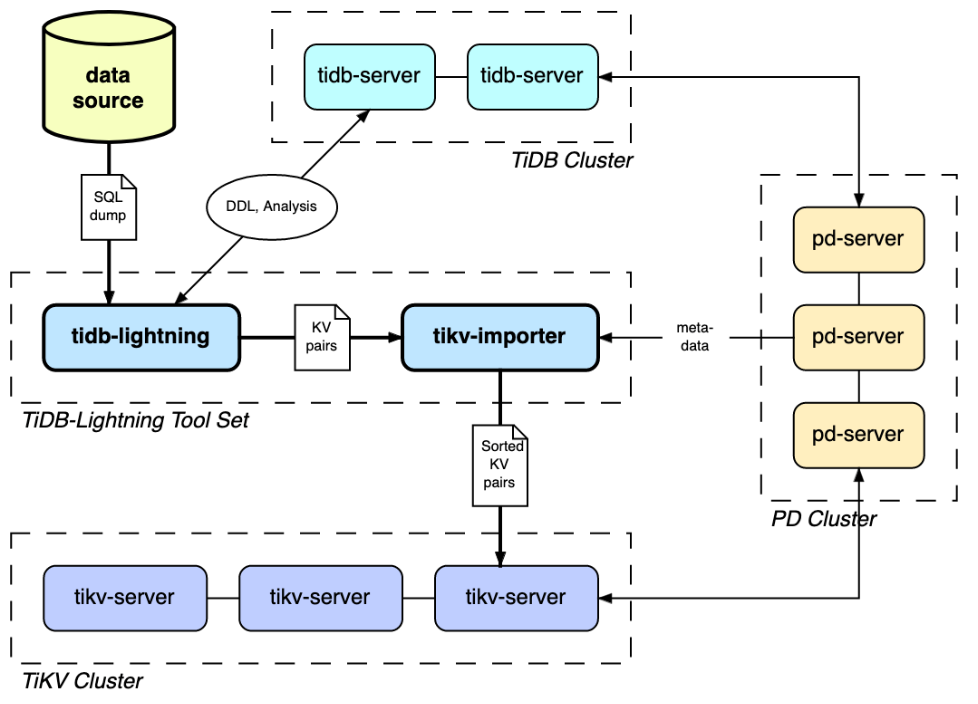 data
source
tidb-server
tidb-server
TiDB Cluster
SQL
dump
DDL, Analysis
pd-server
pd-server
pd-server
PD Cluster
tidb-lightning
KV
pairs
tikv-importer
meta-
data
TiDB-Lightning Tool Set
Sorted
KV
pairs
tikv-server
tikv-server
tikv-server
TiKV Cluster